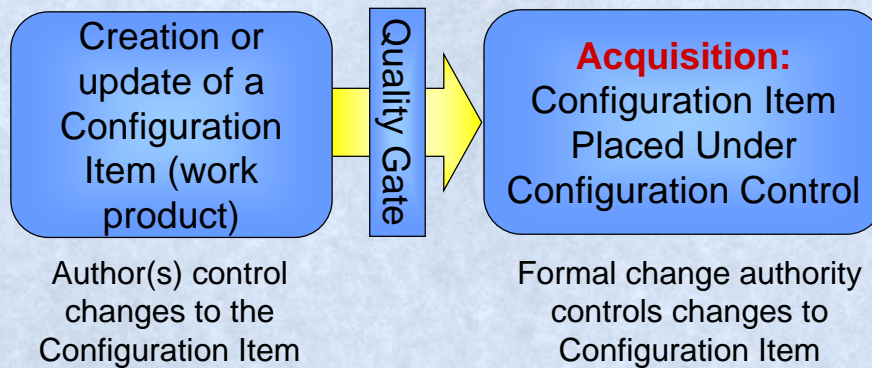 Creation or
update of a
Configuration
Item (work
product)
Quality Gate
Acquisition:
Configuration Item
Placed Under
Configuration Control
Author(s) control
changes to the
Configuration Item
Formal change authority
controls changes to
Configuration Item